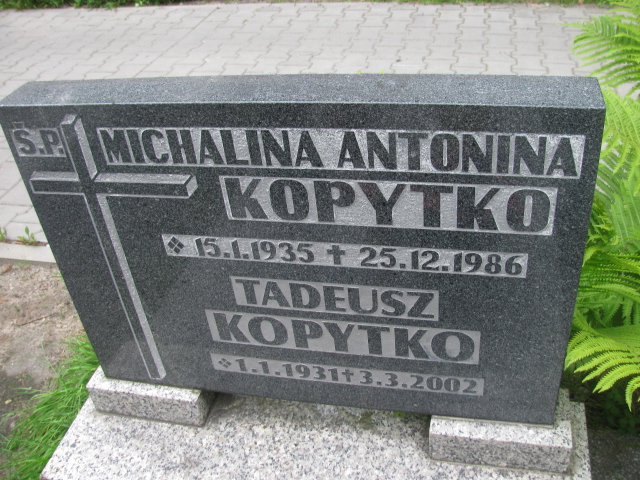 Ś.P. MICHALINA ANTONINA
KOPYTKO
15.1.1935 ✝ 25.12.1986
TADEUSZ
KOPYTKO
1.1.1931 ✝ 3.3.2002